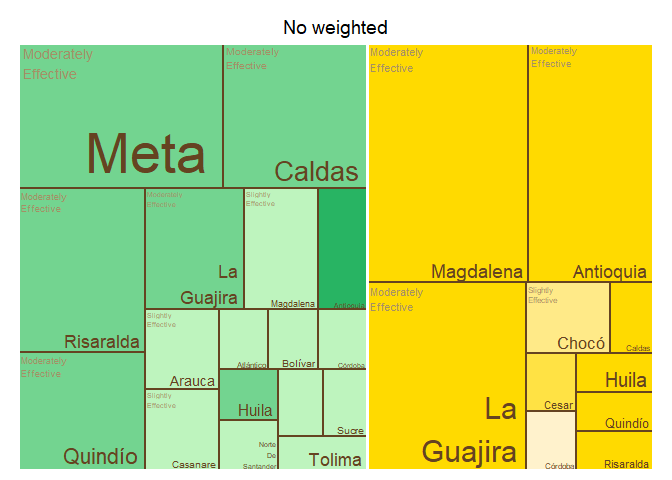 No weighted
Moderately
Effective
Meta
Moderately
Effective
Caldas
Moderately
Effective
Risaralda
Moderately
Effective
Quindío
Moderately
Effective
La
Guajira
Slightly
Effective
Magdalena
Antioquia
Slightly
Effective
Arauca
Slightly
Effective
Casanare
Atlántico
Bolívar
Córdoba
Huila
Norte
De
Santander
Sucre
Tolima
Moderately
Effective
Magdalena
Moderately
Effective
Antioquia
Moderately
Effective
La
Guajira
Slightly
Effective
Chocó
Caldas
Cesar
Córdoba
Huila
Quindío
Risaralda